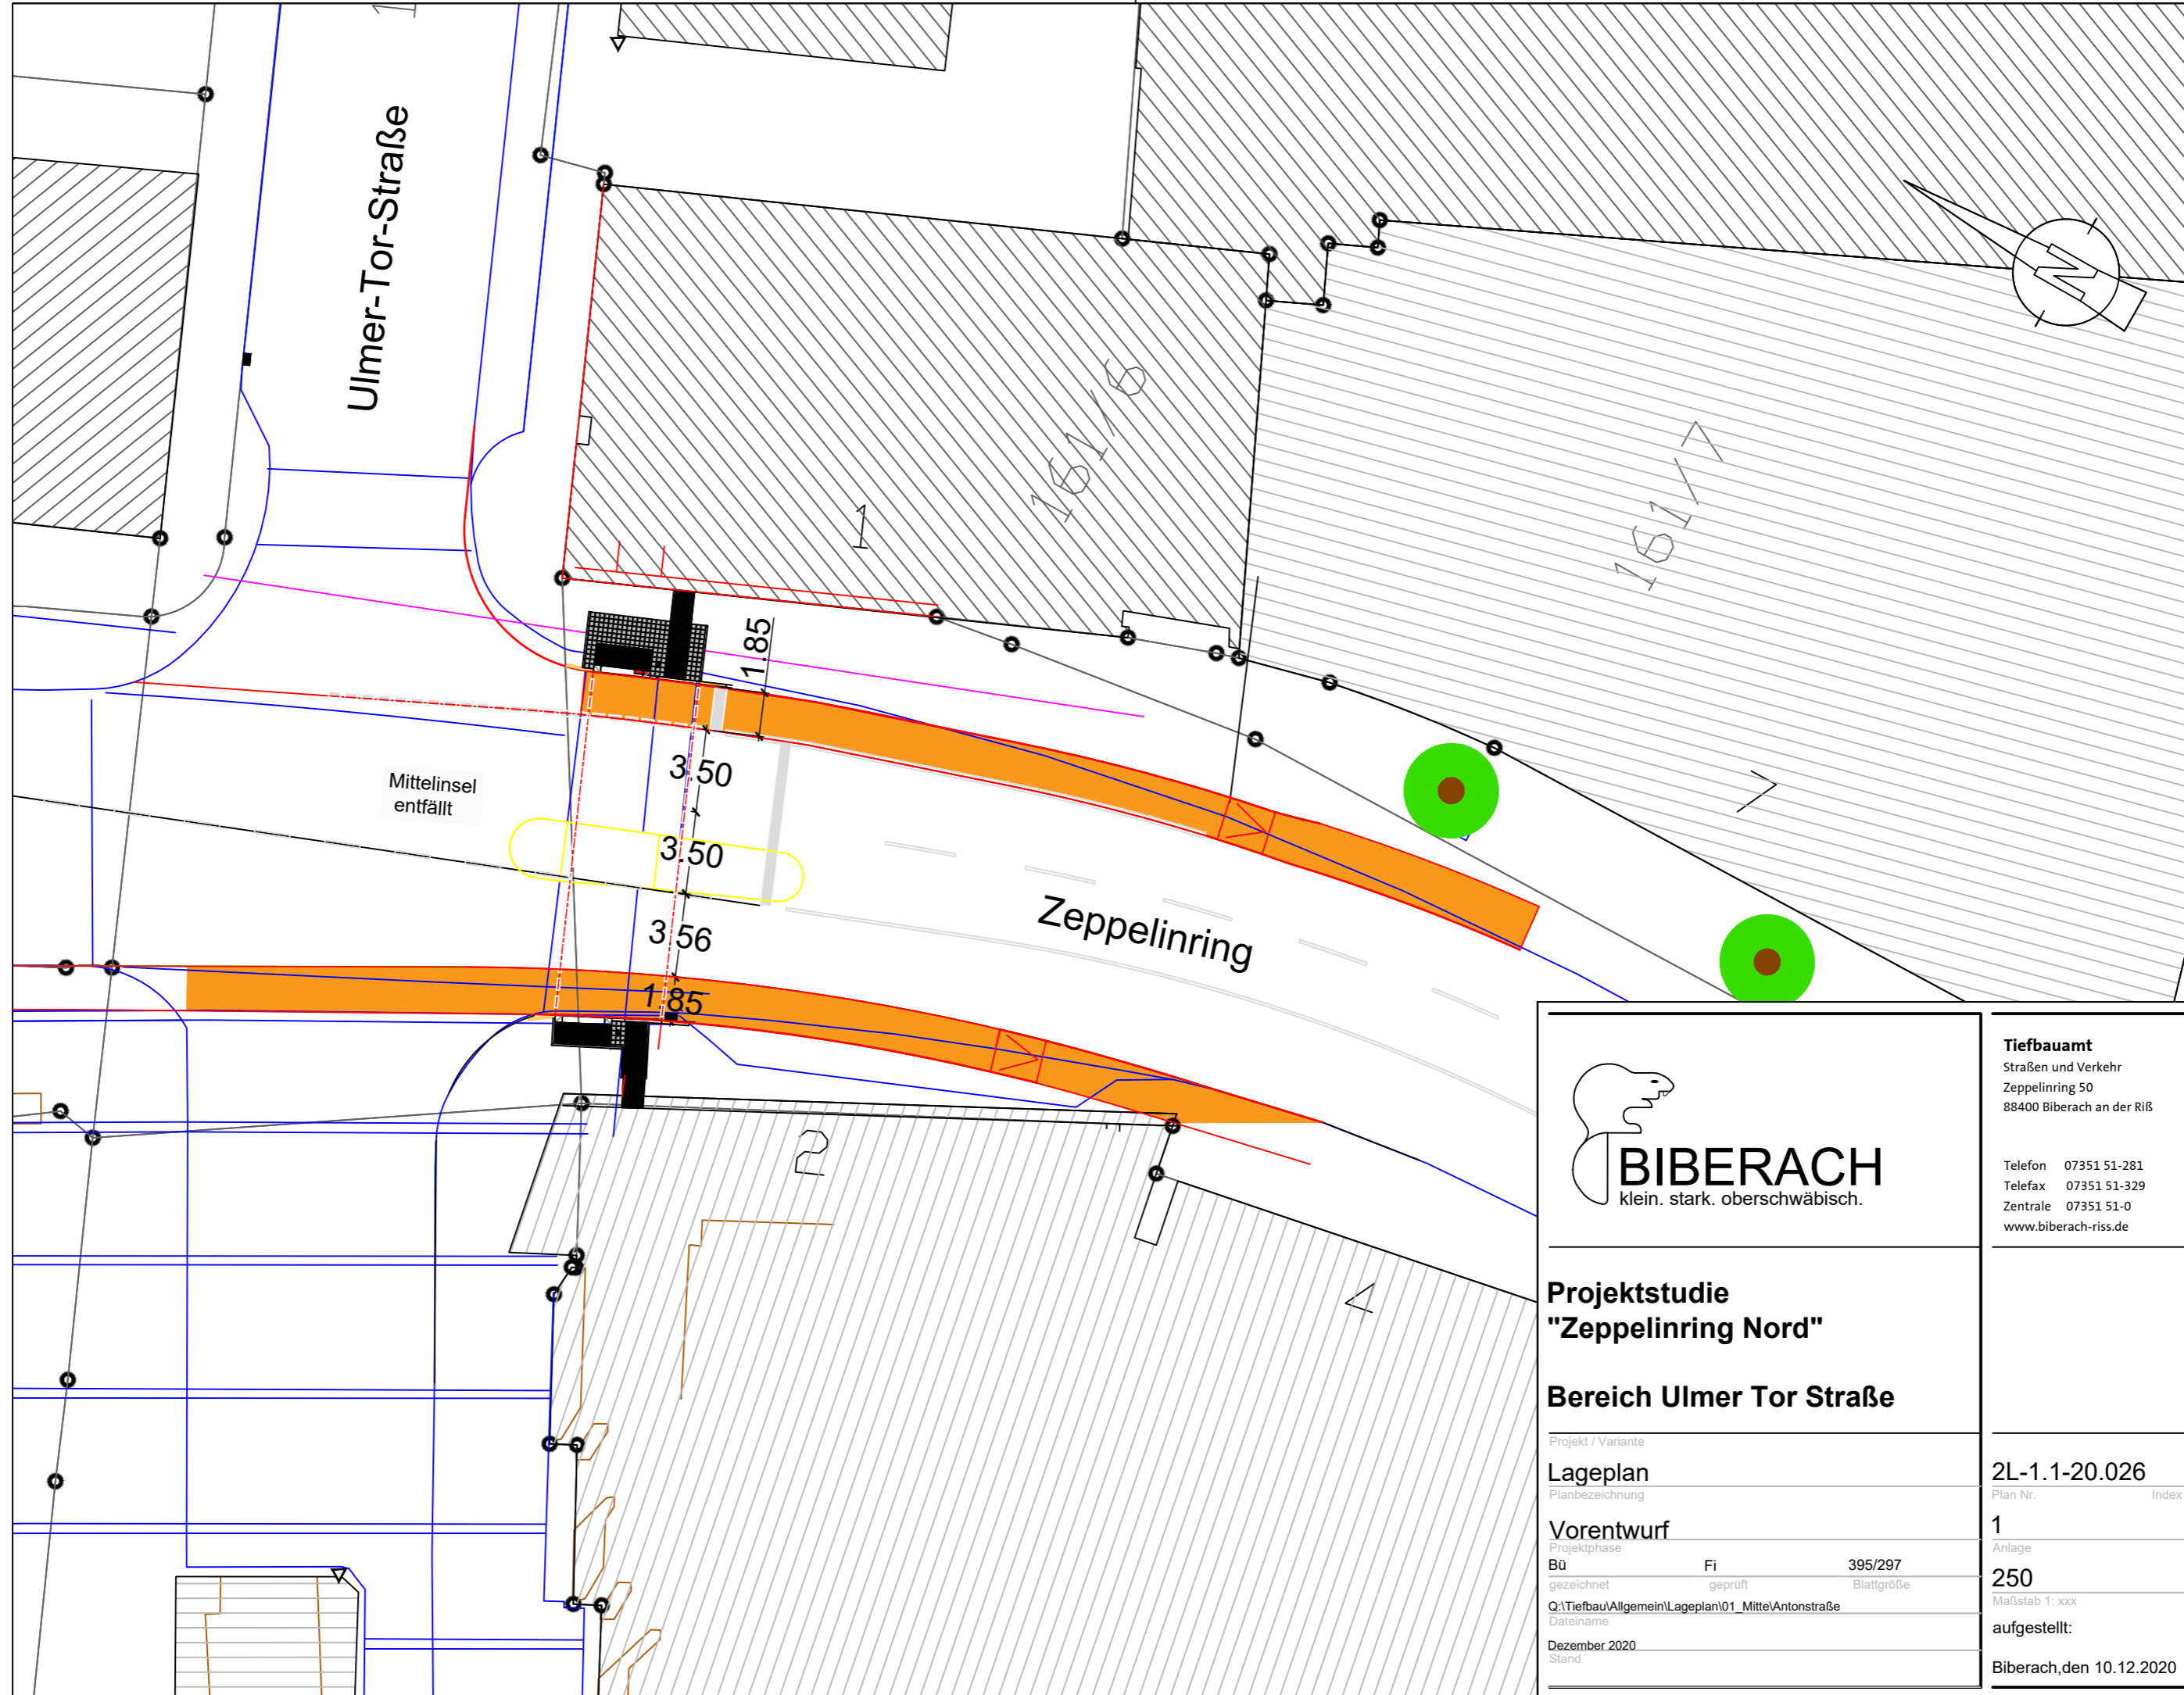 1
Ulmer-Tor-Straße
161/6
161/7
N
1
1.85
3.50
Mittelinsel
entfällt
3.50
3.56
1.85
Zeppelinring
7
2
4
BIBERACH
klein. stark. oberschwäbisch.
Tiefbauamt
Straßen und Verkehr
Zeppelinring 50
88400 Biberach an der Riß
Telefon 07351 51-281
Telefax 07351 51-329
Zentrale 07351 51-0
www.biberach-riss.de
Projektstudie
"Zeppelinring Nord"
Bereich Ulmer Tor Straße
Projekt / Variante
Lageplan
Planbezeichnung
Vorentwurf
Projektphase
Bü Fi 395/297
gezeichnet geprüft Blattgröße
Q:\Tiefbau\Allgemein\Lageplan\01_Mitte\Antonstraße
Dateiname
Dezember 2020
Stand
2L-1.1-20.026
Plan Nr. Index
1
Anlage
250
Maßstab 1: xxx
aufgestellt:
Biberach,den 10.12.2020